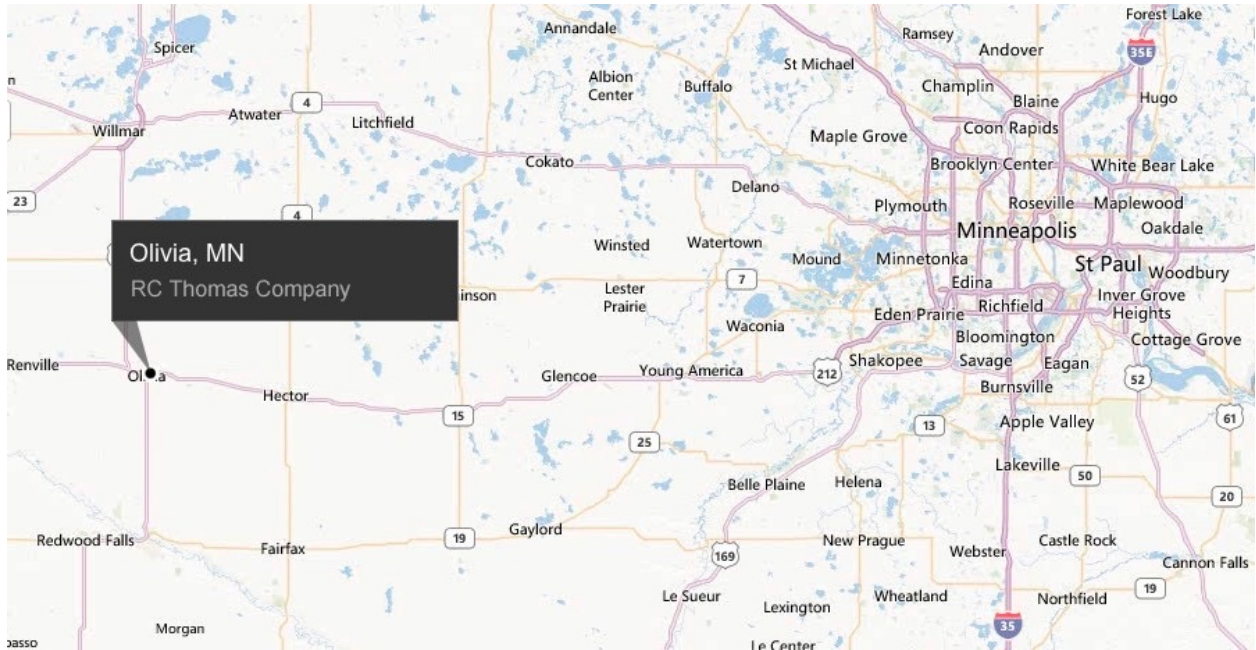 Forest Lake
Annandale
Ramsey
Spicer
Andover
35E
St Michael
Albion
Center
Buffalo
Champlin
Hugo
Blaine
4
Atwater
Litchfield
Willmar
Coon Rapids
Maple Grove
Cokato
Brooklyn Center
White Bear Lake
Delano
23
4
Plymouth
Roseville
Maplewood
Minneapolis
Oakdale
Olivia, MN
RC Thomas Company
Winsted
Watertown
Mound
Minnetonka
St Paul
Woodbury
7
Edina
inson
Lester
Prairie
Richfield
Inver Grove
Heights
Eden Prairie
Waconia
Bloomington
Cottage Grove
Renville
Shakopee
Savage
Eagan
Glencoe
Young America
212
52
Burnsville
Hector
15
61
13
Apple Valley
25
Lakeville
50
Belle Plaine
Helena
20
Redwood Falls
Fairfax
19
Gaylord
169
New Prague
Webster
Castle Rock
Cannon Falls
19
Le Sueur
Lexington
Wheatland
Northfield
35
Morgan
passo
Le Center